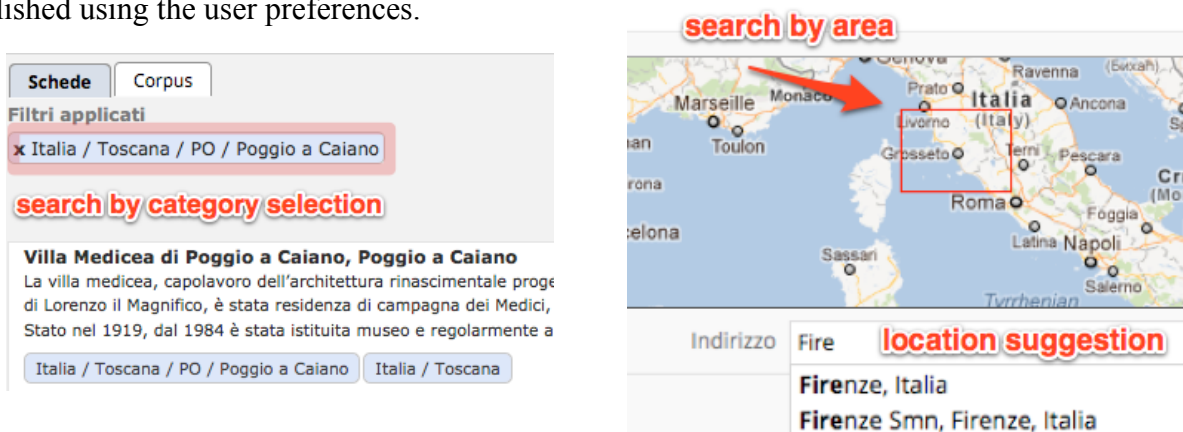 lished using the user preferences.
Schede
Corpus
Filtri applicati
x Italia / Toscana / PO / Poggio a Caiano
search by category selection
Villa Medicea di Poggio a Caiano, Poggio a Caiano
La villa medicea, capolavoro dell'architettura rinascimentale proge
di Lorenzo il Magnifico, è stata residenza di campagna dei Medici,
Stato nel 1919, dal 1984 è stata istituita museo e regolarmente a
Italia / Toscana / PO / Poggio a Caiano
Italia / Toscana
search by area
Genova
Ravenna
Prato
Italia
(Italy)
Ancona
Marseille
Monaco
Toulon
Livorno
Grosseto
Terni
Pescara
rona
Roma
Foggia
elona
Latina
Napoli
Sassari
Salerno
Tyrrhenian
Indirizzo
Fire
location suggestion
Firenze, Italia
Firenze Smn, Firenze, Italia